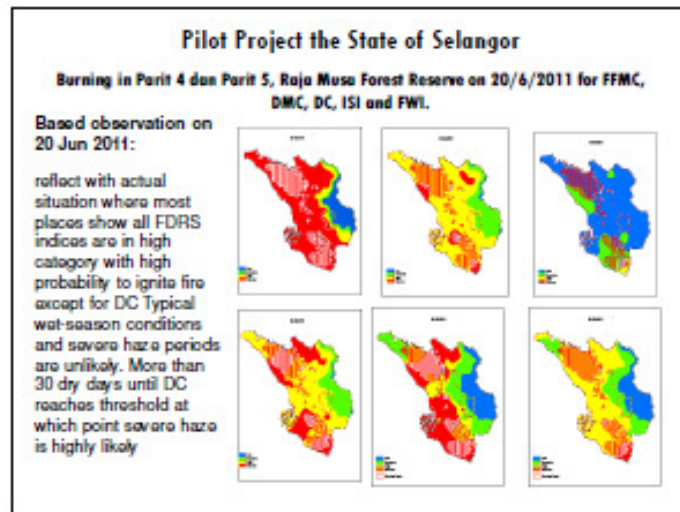 Pilot Project the State of Selangor
Burning in Parit 4 dan Parit 5, Raja Musa Forest Reserve on 20/6/2011 for FFMC,
DMC, DC, ISI and FWI.
Based observation on
20 Jun 2011:
reflect with actual
situation where most
places show all FDRS
indices are in high
category with high
probability to ignite fire
except for DC Typical
wet-season conditions
and severe haze periods
are unlikely. More than
30 dry days until DC
reaches threshold at
which point severe haze
is highly likely